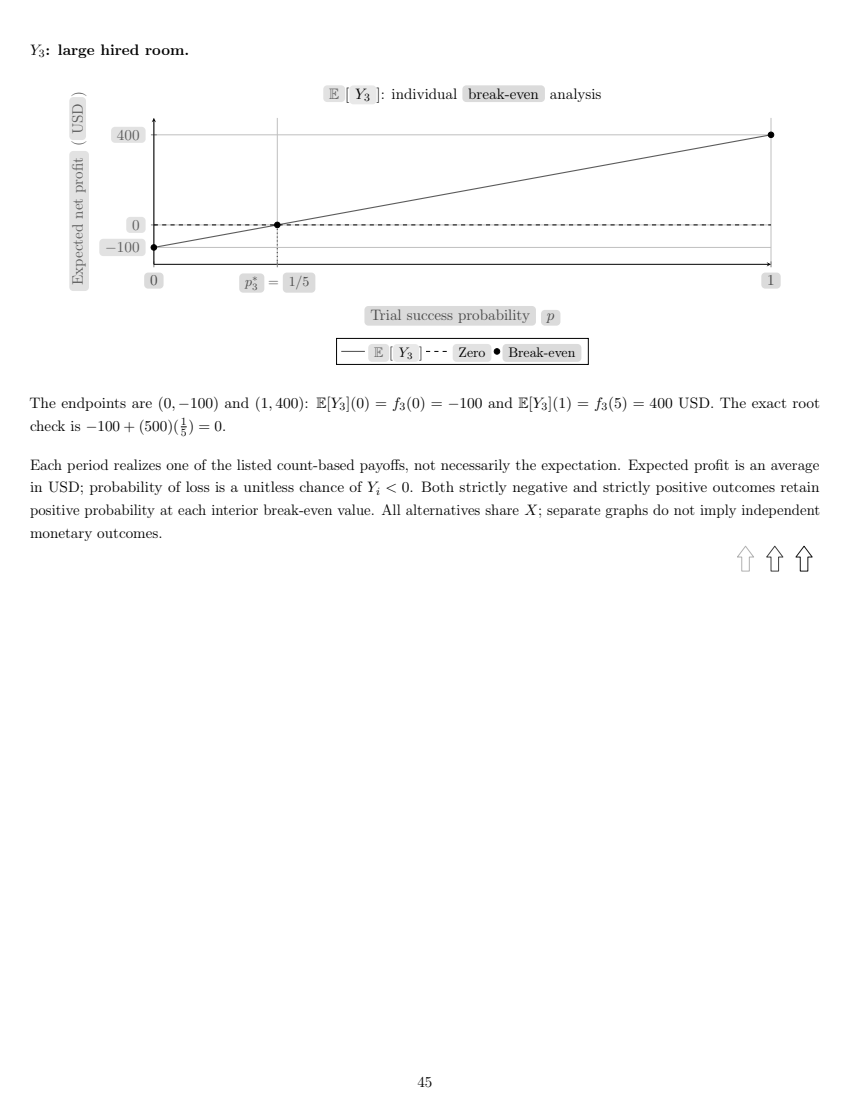 Y₃: large hired room.
𝔼 [ Y₃ ]: individual break-even analysis
Expected net profit ( USD )
400
0
−100
0
p₃* = 1/5
1
Trial success probability p
𝔼 [ Y₃ ] Zero Break-even
The endpoints are (0, −100) and (1, 400): 𝔼[Y₃](0) = f₃(0) = −100 and 𝔼[Y₃](1) = f₃(5) = 400 USD. The exact root
check is −100 + (500)(1/5) = 0.
Each period realizes one of the listed count-based payoffs, not necessarily the expectation. Expected profit is an average
in USD; probability of loss is a unitless chance of Yᵢ < 0. Both strictly negative and strictly positive outcomes retain
positive probability at each interior break-even value. All alternatives share X; separate graphs do not imply independent
monetary outcomes.
45